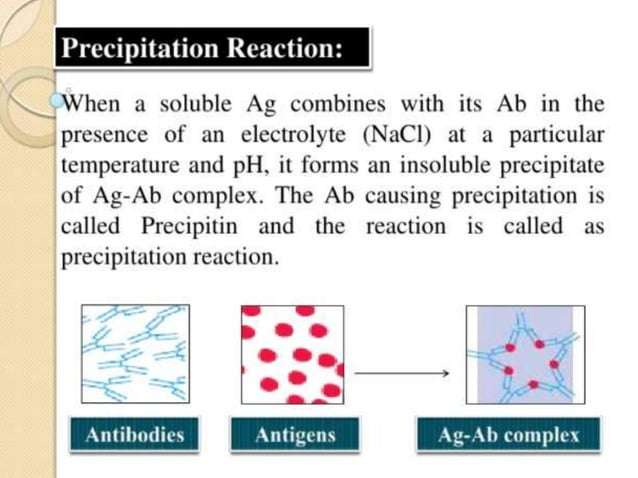 Precipitation Reaction:
When a soluble Ag combines with its Ab in the
presence of an electrolyte (NaCl) at a particular
temperature and pH, it forms an insoluble precipitate
of Ag-Ab complex. The Ab causing precipitation is
called Precipitin and the reaction is called as
precipitation reaction.
Antibodies
Antigens
Ag-Ab complex